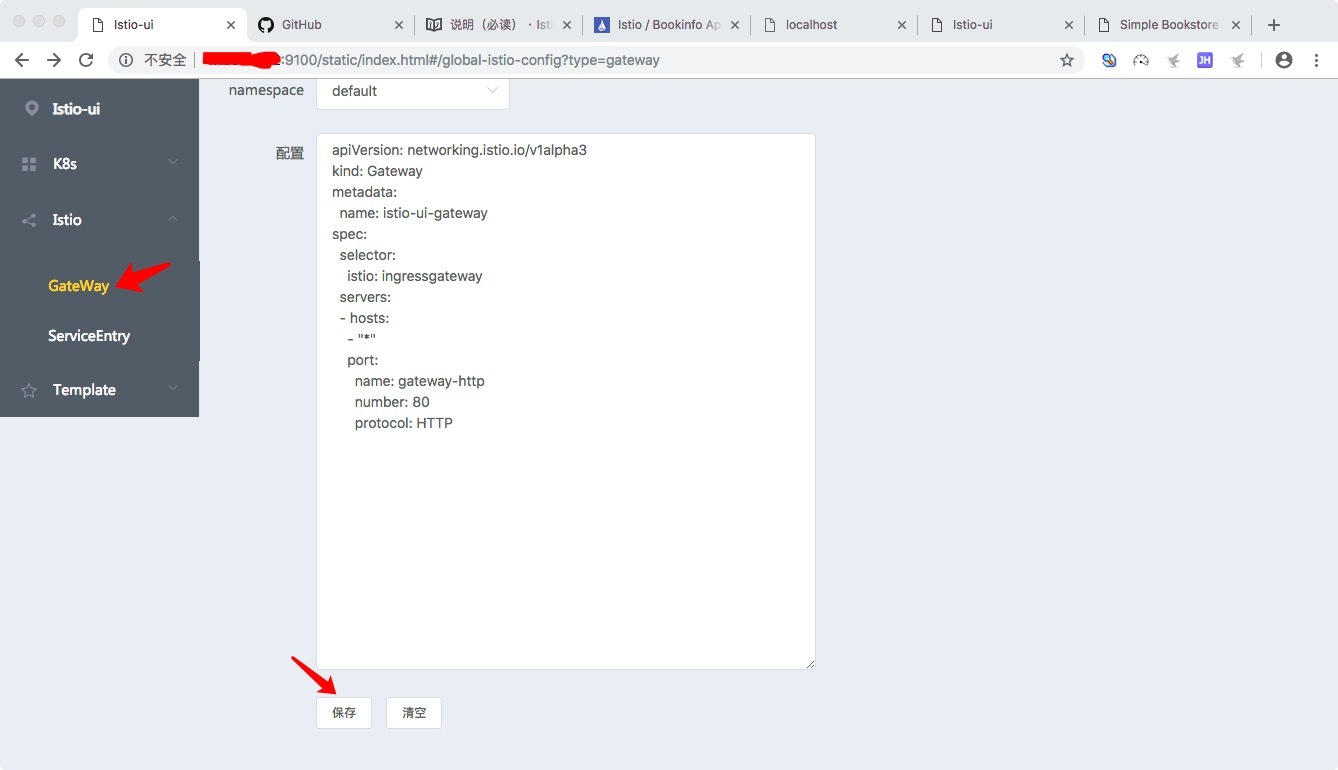 Istio-ui
GitHub
说明（必读） · Isti
Istio / Bookinfo Ap
localhost
Istio-ui
Simple Bookstore
不安全
:9100/static/index.html#/global-istio-config?type=gateway
JH
Istio-ui
K8s
Istio
GateWay
ServiceEntry
Template
namespace
default
配置
apiVersion: networking.istio.io/v1alpha3
kind: Gateway
metadata:
  name: istio-ui-gateway
spec:
  selector:
    istio: ingressgateway
  servers:
  - hosts:
    - "*"
    port:
      name: gateway-http
      number: 80
      protocol: HTTP
保存
清空